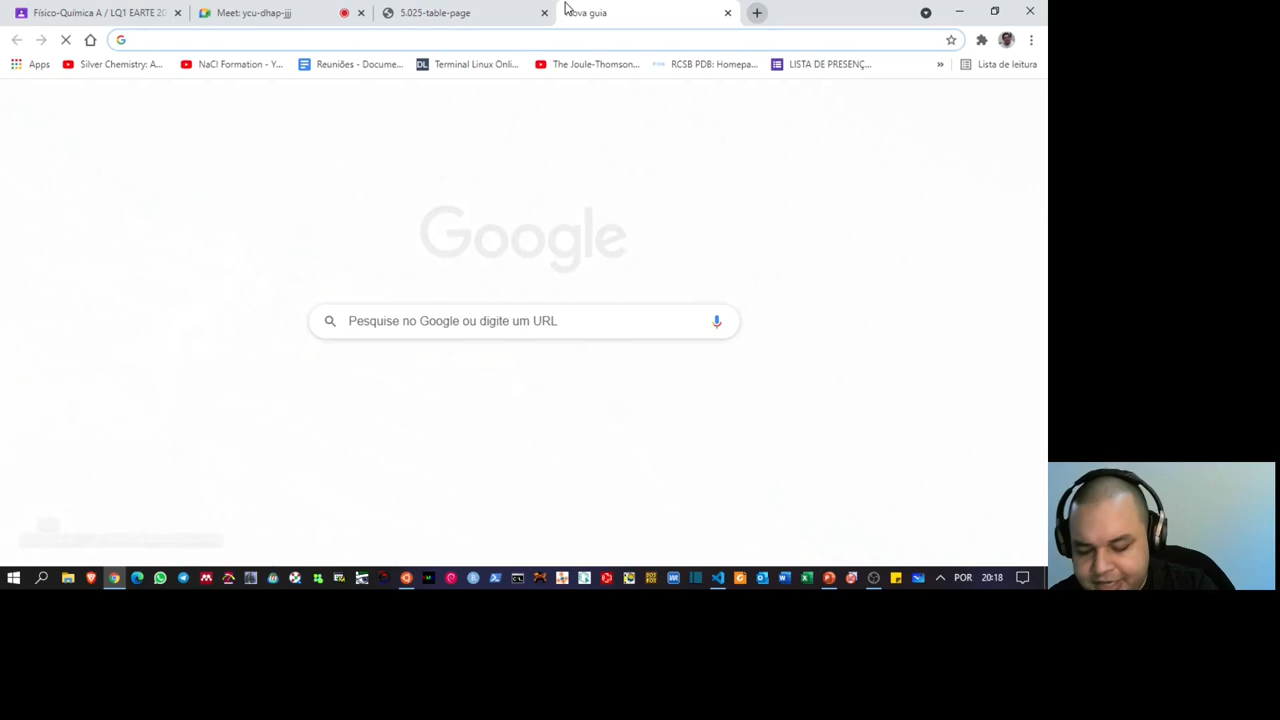 Físico-Química A / LQ1 EARTE 20
Meet: ycu-dhap-jjj
5.025-table-page
ova guia
Apps
Silver Chemistry: A...
NaCl Formation - Y...
Reuniões - Docume...
Terminal Linux Onli...
The Joule-Thomson...
RCSB PDB: Homepa...
LISTA DE PRESENÇ...
»
Lista de leitura
Google
Pesquise no Google ou digite um URL
POR
20:18